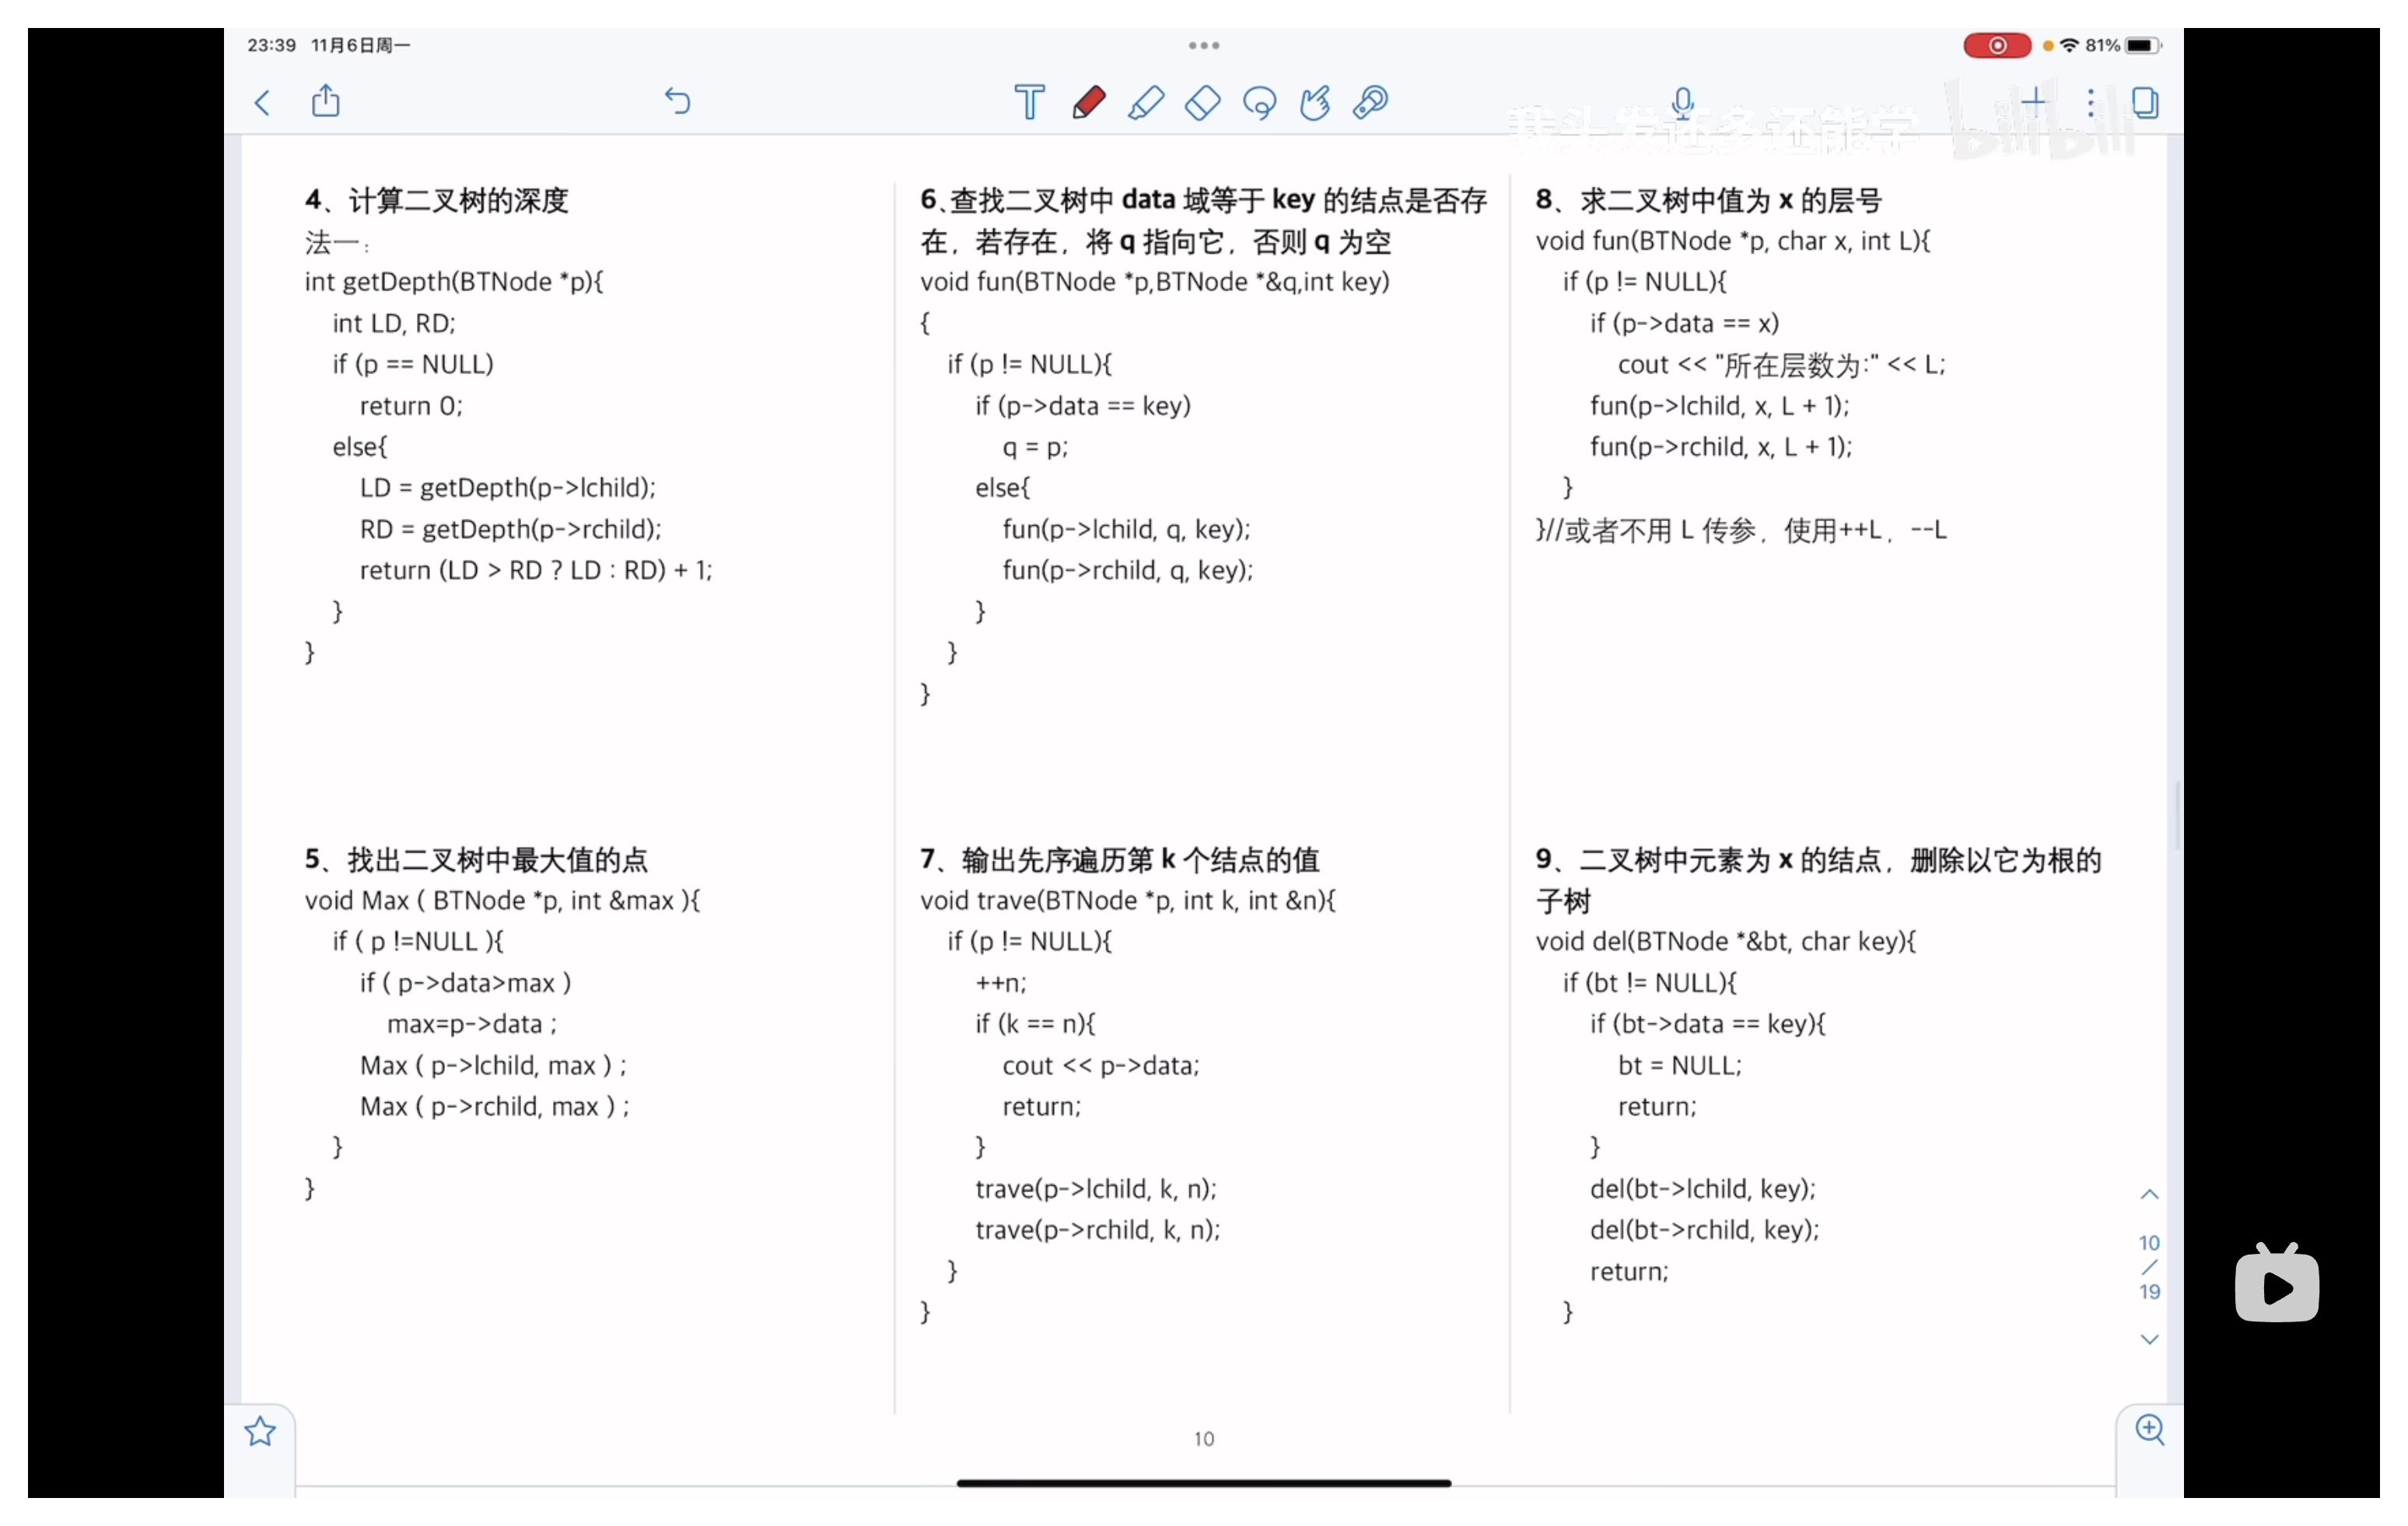 23:39 11月6日周一
81%
我头发还多还能学 bilibili
4、计算二叉树的深度
法一：
int getDepth(BTNode *p){
int LD, RD;
if (p == NULL)
return 0;
else{
LD = getDepth(p->lchild);
RD = getDepth(p->rchild);
return (LD > RD ? LD : RD) + 1;
}
}
5、找出二叉树中最大值的点
void Max ( BTNode *p, int &max ){
if ( p !=NULL ){
if ( p->data>max )
max=p->data ;
Max ( p->lchild, max ) ;
Max ( p->rchild, max ) ;
}
}
6、查找二叉树中 data 域等于 key 的结点是否存
在，若存在，将 q 指向它，否则 q 为空
void fun(BTNode *p,BTNode *&q,int key)
{
if (p != NULL){
if (p->data == key)
q = p;
else{
fun(p->lchild, q, key);
fun(p->rchild, q, key);
}
}
}
7、输出先序遍历第 k 个结点的值
void trave(BTNode *p, int k, int &n){
if (p != NULL){
++n;
if (k == n){
cout << p->data;
return;
}
trave(p->lchild, k, n);
trave(p->rchild, k, n);
}
}
8、求二叉树中值为 x 的层号
void fun(BTNode *p, char x, int L){
if (p != NULL){
if (p->data == x)
cout << "所在层数为:" << L;
fun(p->lchild, x, L + 1);
fun(p->rchild, x, L + 1);
}
}//或者不用 L 传参，使用++L，--L
9、二叉树中元素为 x 的结点，删除以它为根的
子树
void del(BTNode *&bt, char key){
if (bt != NULL){
if (bt->data == key){
bt = NULL;
return;
}
del(bt->lchild, key);
del(bt->rchild, key);
return;
}
10
/
19
10